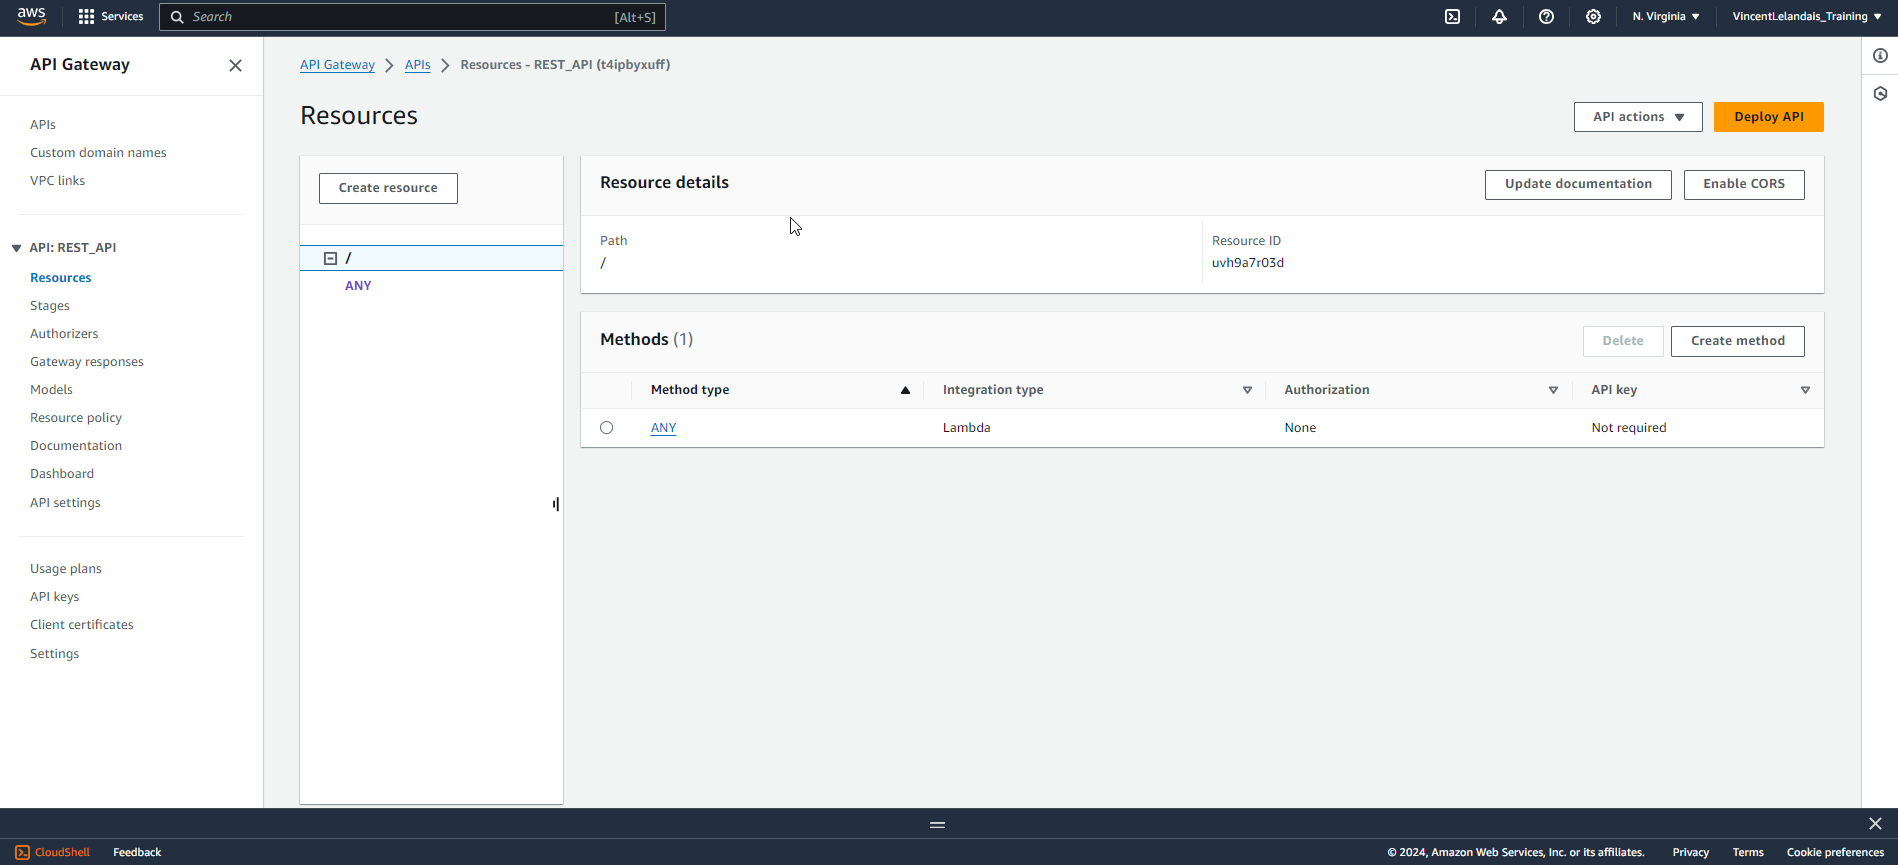 aws Services Search [Alt+S] N. Virginia VincentLelandais_Training
API Gateway
APIs
Custom domain names
VPC links
API: REST_API
Resources
Stages
Authorizers
Gateway responses
Models
Resource policy
Documentation
Dashboard
API settings
Usage plans
API keys
Client certificates
Settings
API Gateway > APIs > Resources - REST_API (t4ipbyxuff)
Resources
API actions Deploy API
Create resource
/
ANY
Resource details Update documentation Enable CORS
Path Resource ID
/ uvh9a7r03d
Methods (1) Delete Create method
Method type Integration type Authorization API key
ANY Lambda None Not required
CloudShell Feedback © 2024, Amazon Web Services, Inc. or its affiliates. Privacy Terms Cookie preferences